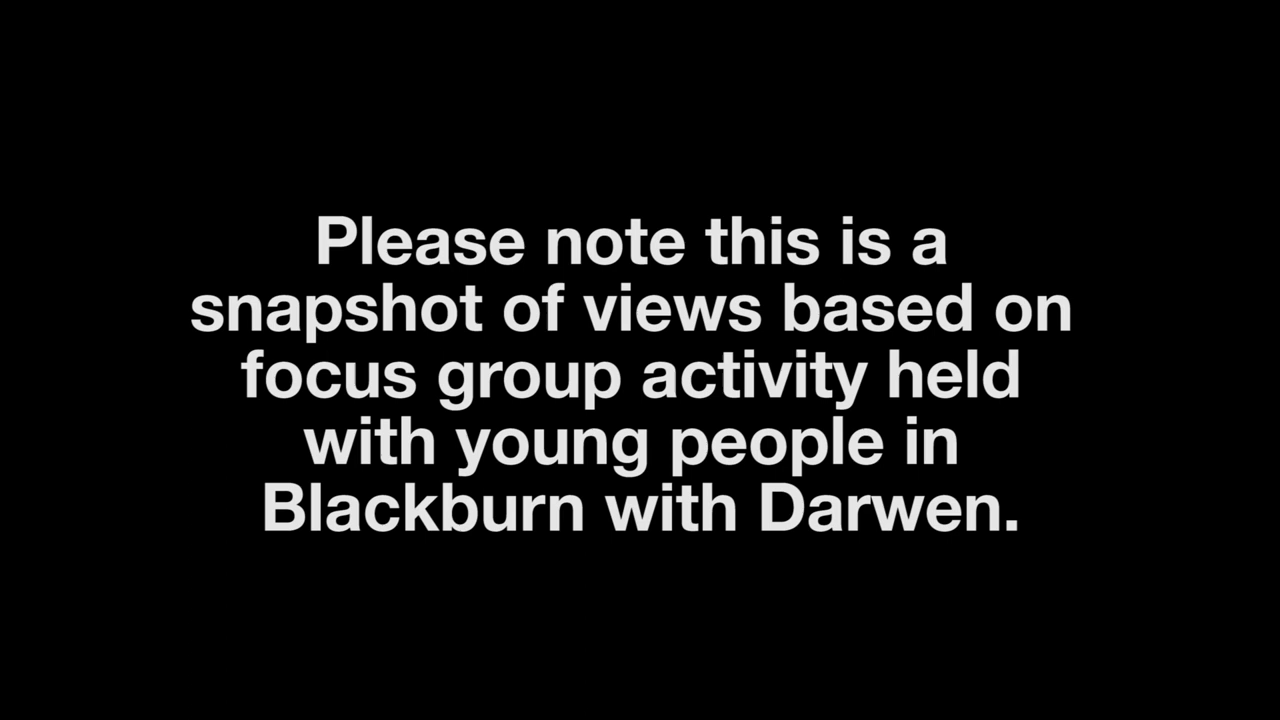 Please note this is a
snapshot of views based on
focus group activity held
with young people in
Blackburn with Darwen.